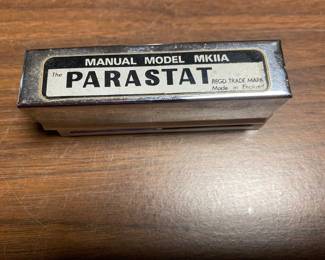 MANUAL MODEL MKIIA
The PARASTAT REGD TRADE MARK
Made in England